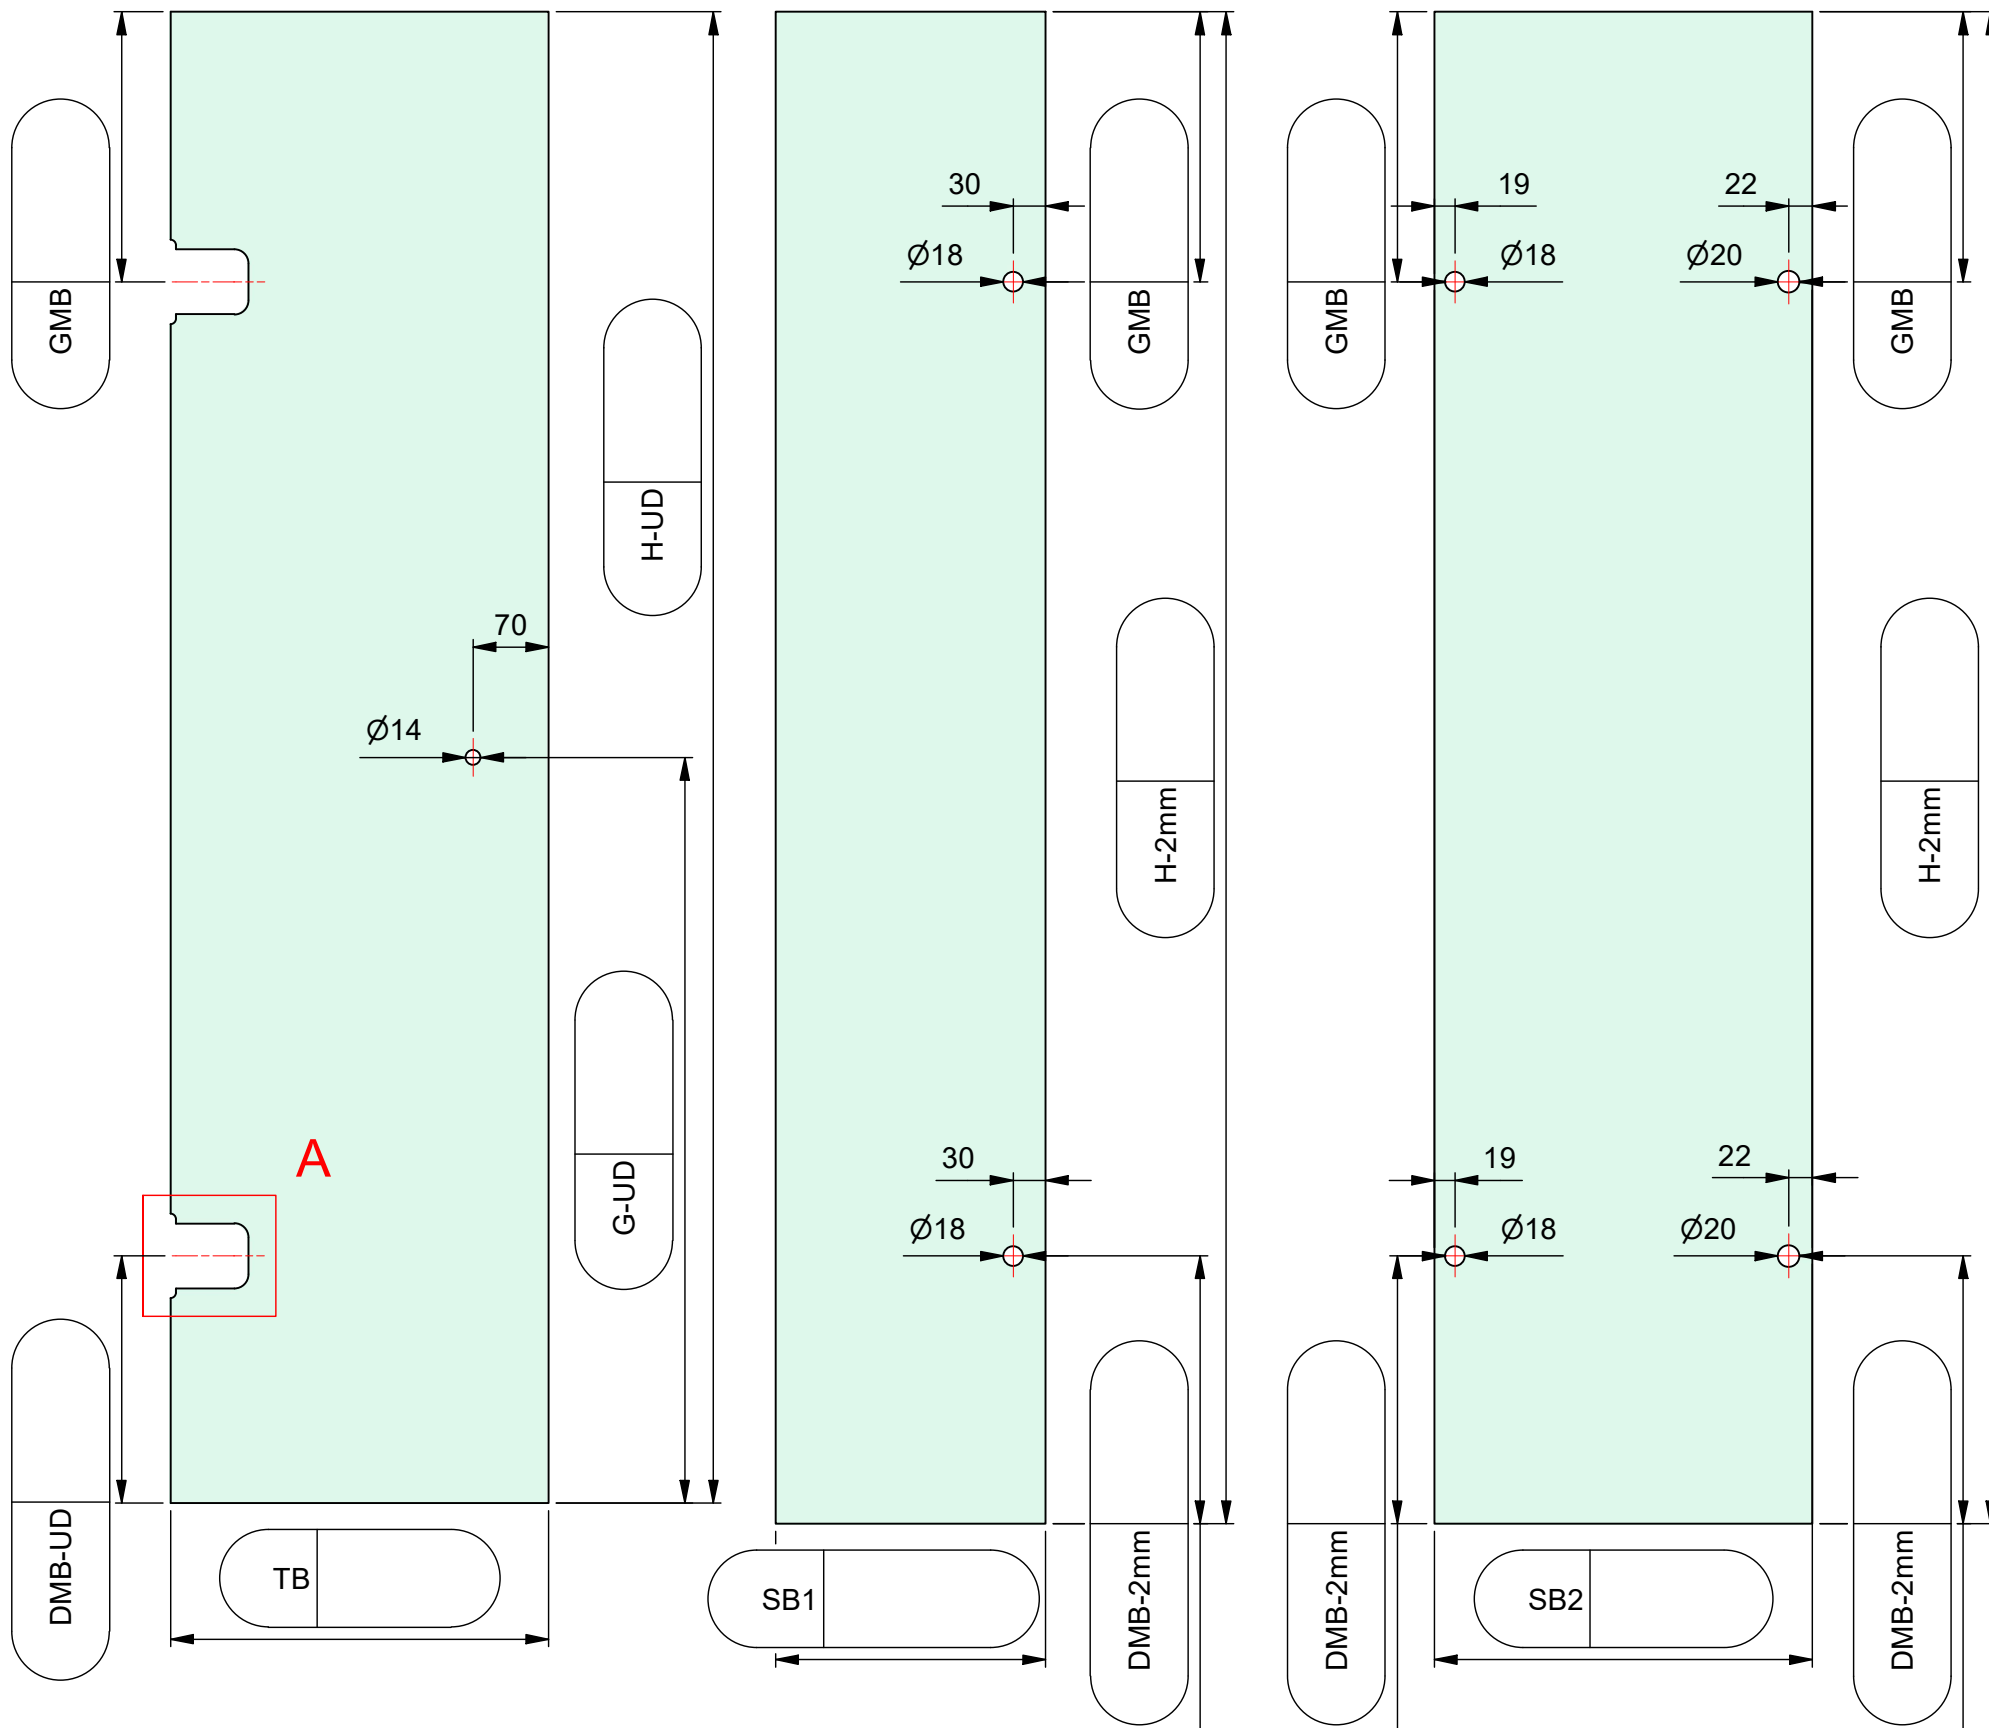 30
19
22
Ø18
Ø18
Ø20
GMB
GMB
GMB
GMB
H-UD
70
Ø14
H-2mm
H-2mm
A
30
19
22
G-UD
Ø18
Ø18
Ø20
DMB-UD
TB
SB1
DMB-2mm
DMB-2mm
SB2
DMB-2mm